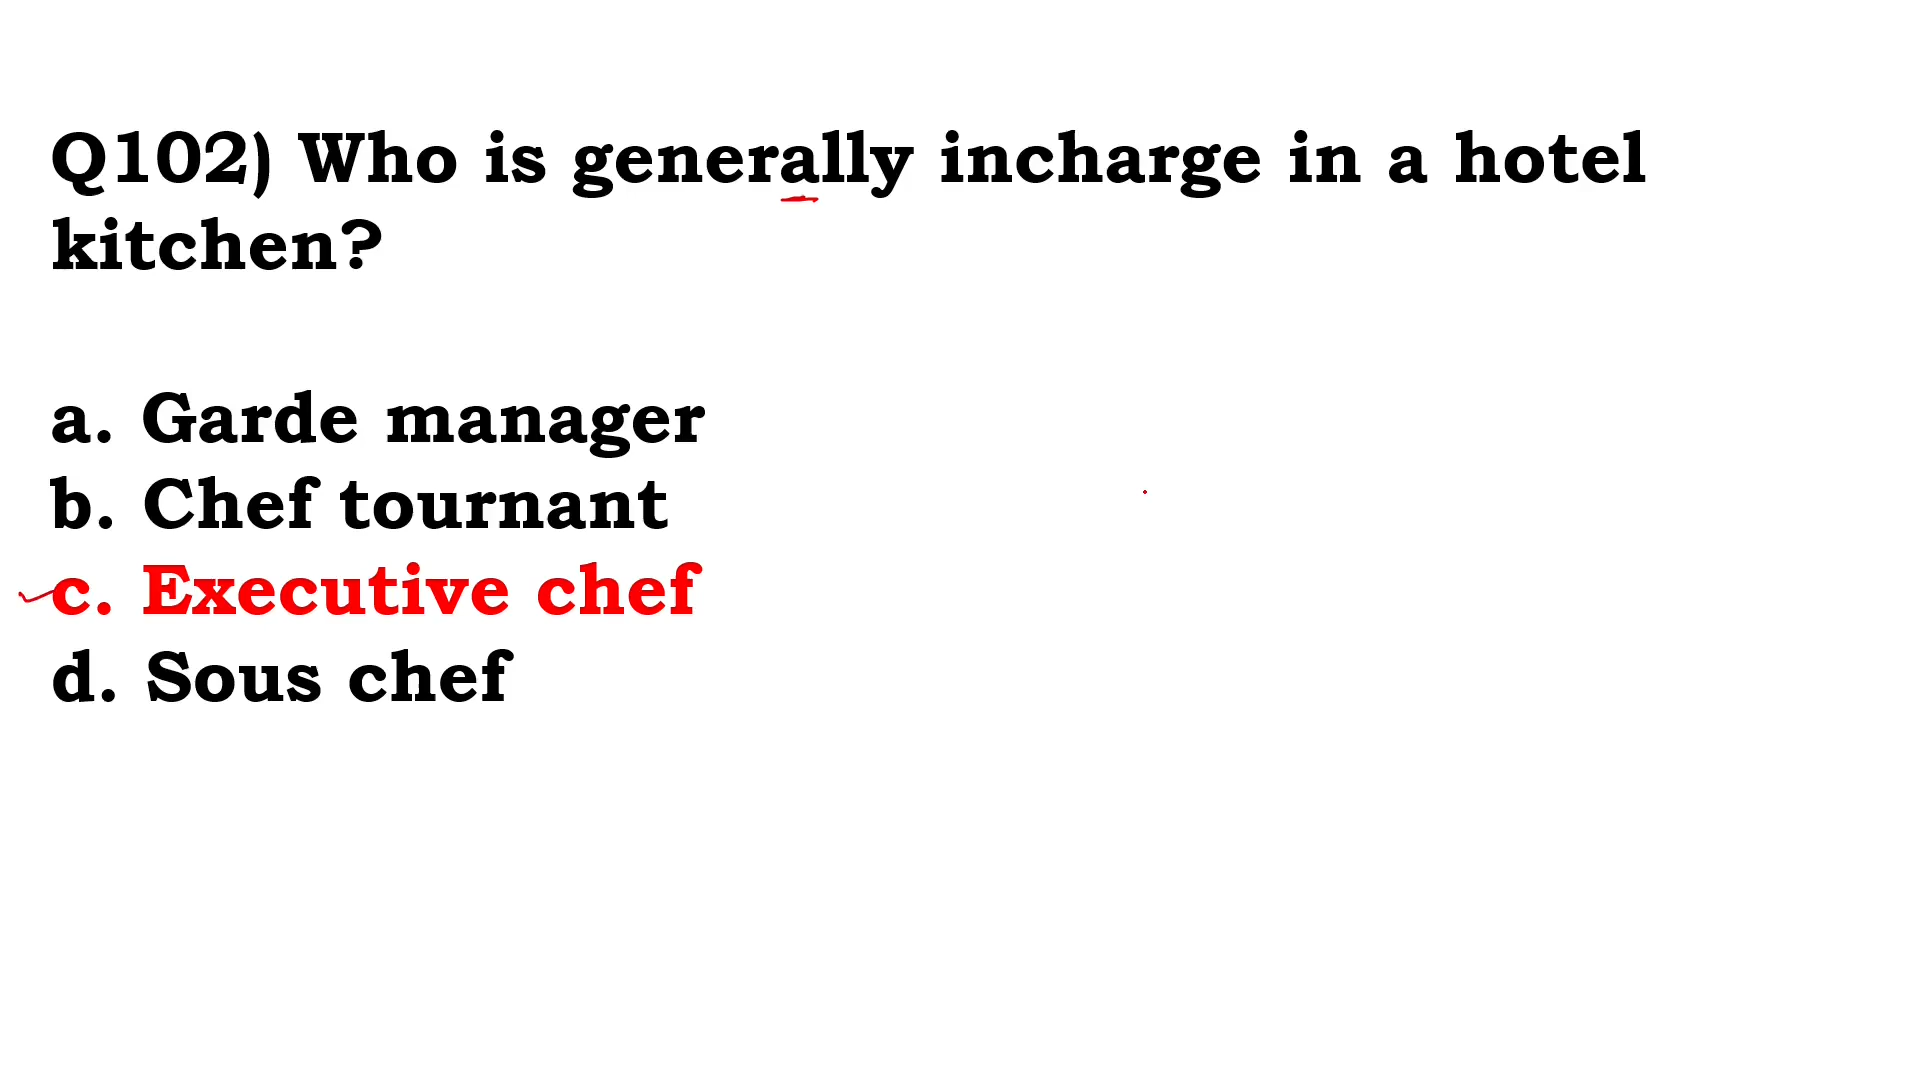 Q102) Who is generally incharge in a hotel
kitchen?
a. Garde manager
b. Chef tournant
c. Executive chef
d. Sous chef